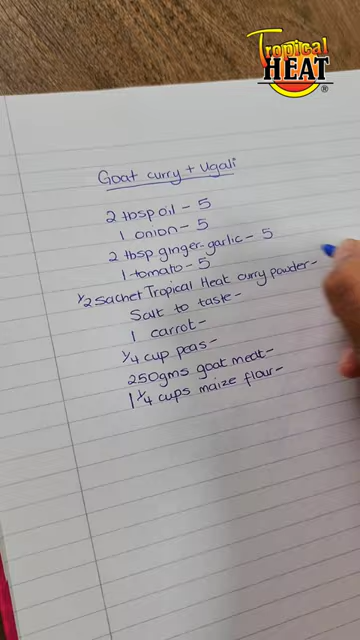 Tropical
HEAT
®
Goat curry + Ugali
2 tbsp oil - 5
1 onion - 5
2 tbsp ginger-garlic - 5
1 tomato - 5
1/2 Sachet Tropical Heat curry powder -
Salt to taste -
1 carrot -
1/4 cup peas -
250gms goat meat -
1 1/4 cups maize flour -